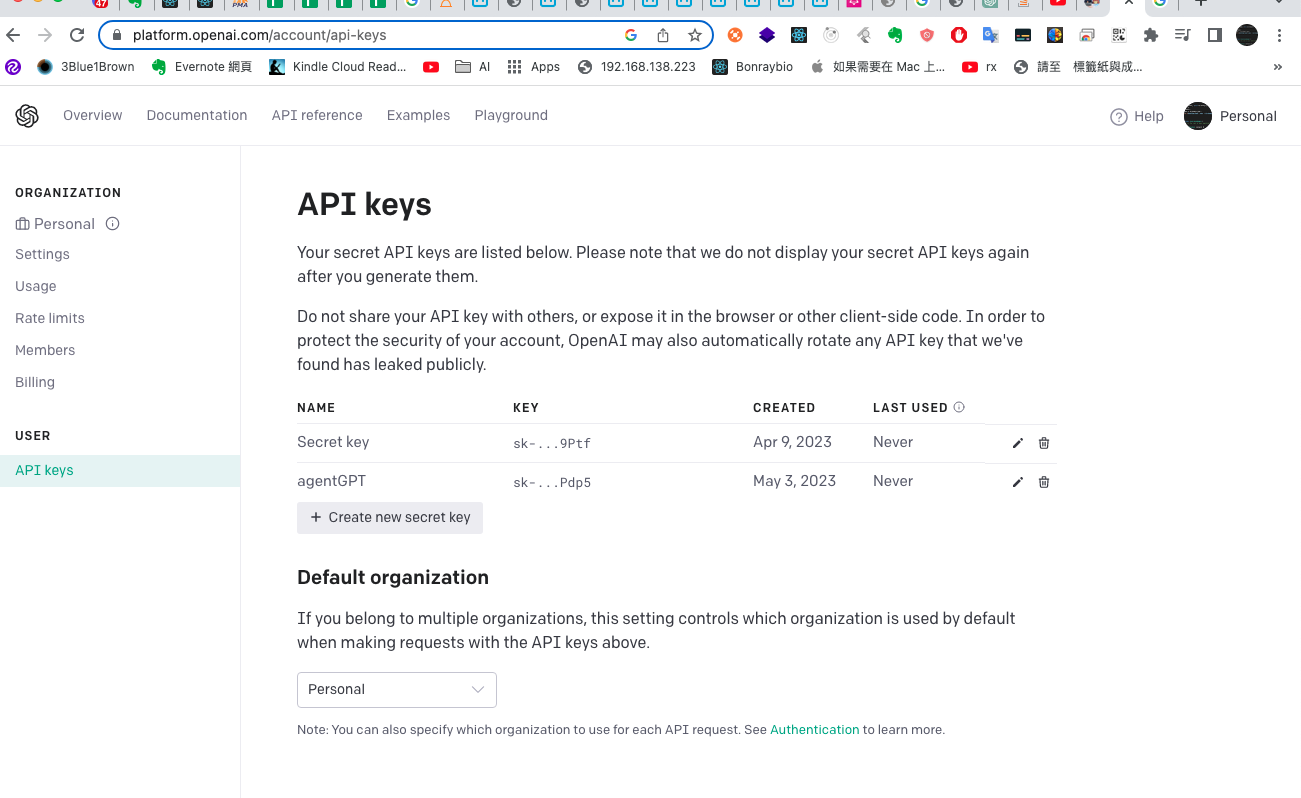 47
PMA
platform.openai.com/account/api-keys
3Blue1Brown
Evernote 網頁
Kindle Cloud Read...
AI
Apps
192.168.138.223
Bonraybio
如果需要在 Mac 上...
rx
請至 標籤紙與成...
»
Overview
Documentation
API reference
Examples
Playground
Help
Personal
ORGANIZATION
Personal
Settings
Usage
Rate limits
Members
Billing
USER
API keys
API keys
Your secret API keys are listed below. Please note that we do not display your secret API keys again
after you generate them.
Do not share your API key with others, or expose it in the browser or other client-side code. In order to
protect the security of your account, OpenAI may also automatically rotate any API key that we've
found has leaked publicly.
NAME KEY CREATED LAST USED
Secret key sk-...9Ptf Apr 9, 2023 Never
agentGPT sk-...Pdp5 May 3, 2023 Never
+ Create new secret key
Default organization
If you belong to multiple organizations, this setting controls which organization is used by default
when making requests with the API keys above.
Personal
Note: You can also specify which organization to use for each API request. See Authentication to learn more.